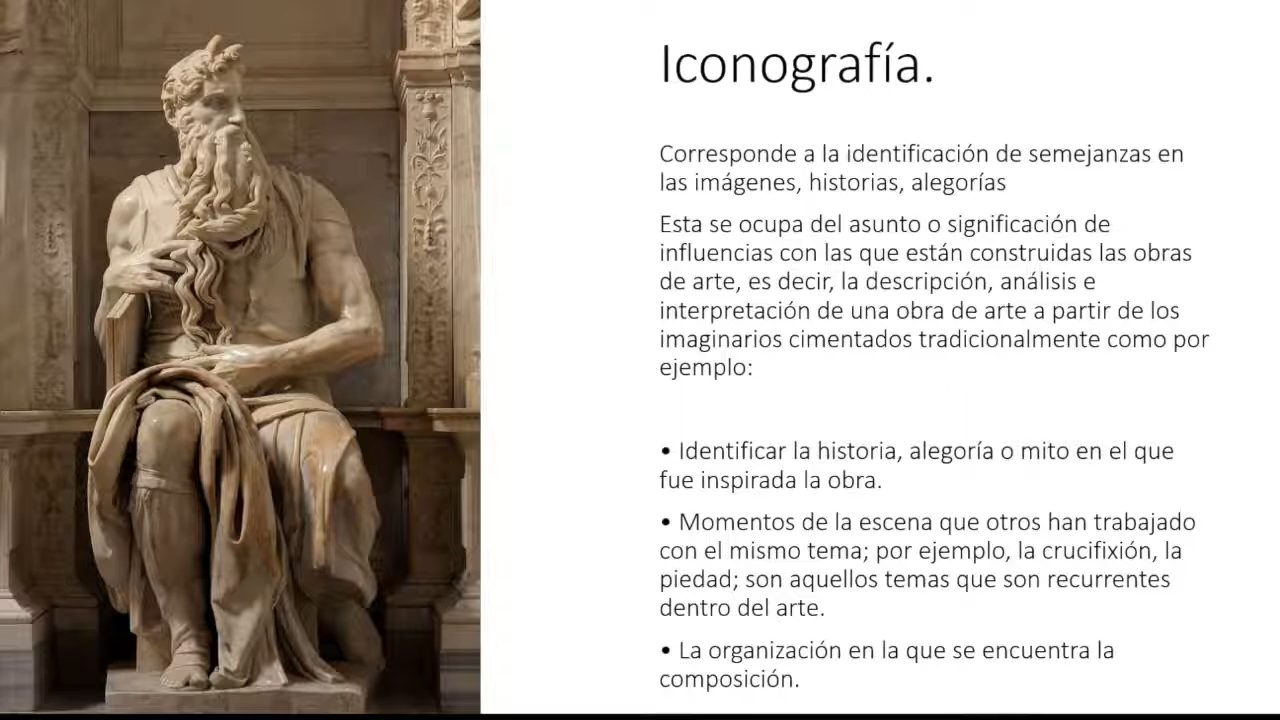 Iconografía.
Corresponde a la identificación de semejanzas en
las imágenes, historias, alegorías
Esta se ocupa del asunto o significación de
influencias con las que están construidas las obras
de arte, es decir, la descripción, análisis e
interpretación de una obra de arte a partir de los
imaginarios cimentados tradicionalmente como por
ejemplo:
• Identificar la historia, alegoría o mito en el que
fue inspirada la obra.
• Momentos de la escena que otros han trabajado
con el mismo tema; por ejemplo, la crucifixión, la
piedad; son aquellos temas que son recurrentes
dentro del arte.
• La organización en la que se encuentra la
composición.